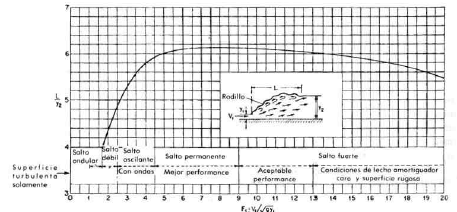 7
6
5
4
3
L
y2
Rodillo
L
y1
V1
y2
Salto ondular
Salto débil
Salto oscilante
Salto permanente
Salto fuerte
Superficie turbulenta solamente
Con ondas
Mejor performance
Aceptable performance
Condiciones de lecho amortiguador caro y superficie rugosa
0 1 2 3 4 5 6 7 8 9 10 11 12 13 14 15 16 17 18 19 20
F1=V1/√gy1